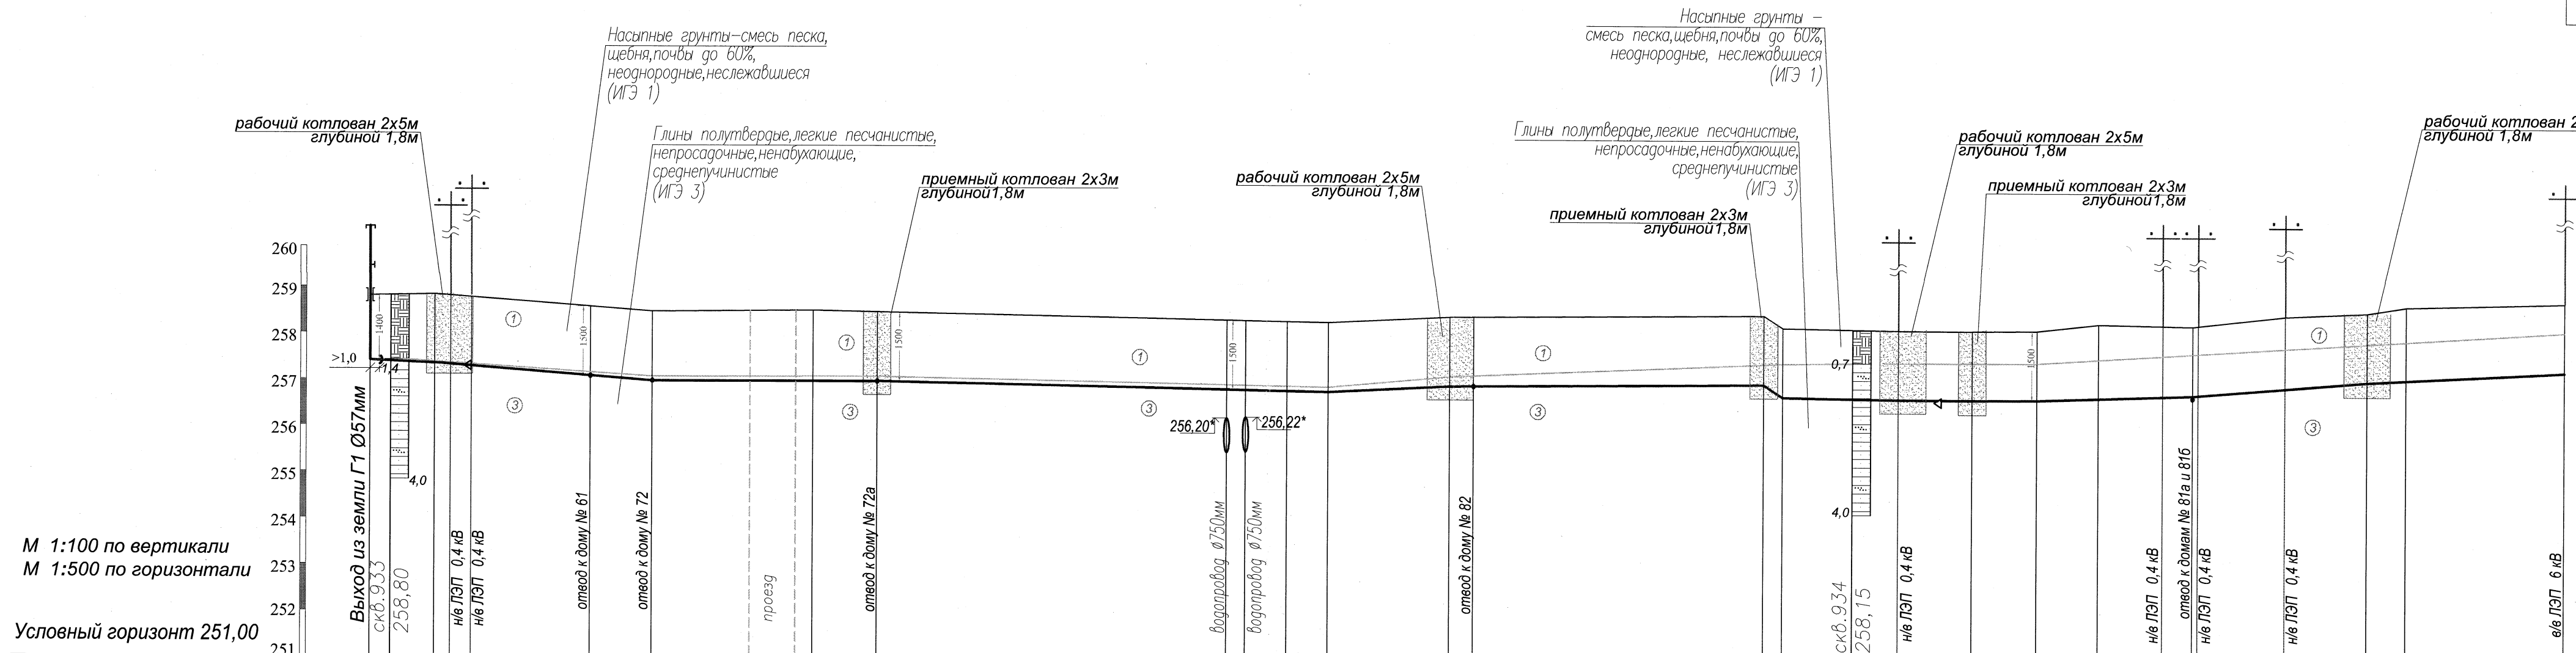 Насыпные грунты –
смесь песка,щебня,почвы до 60%,
неоднородные, неслежавшиеся
(ИГЭ 1)
Насыпные грунты-смесь песка,
щебня,почвы до 60%,
неоднородные,неслежавшиеся
(ИГЭ 1)
рабочий котлован 2х5м
глубиной 1,8м
Глины полутвердые,легкие песчанистые,
непросадочные,ненабухающие,
среднепучинистые
(ИГЭ 3)
приемный котлован 2х3м
глубиной1,8м
рабочий котлован 2х5м
глубиной 1,8м
Глины полутвердые,легкие песчанистые,
непросадочные,ненабухающие,
среднепучинистые
(ИГЭ 3)
приемный котлован 2х3м
глубиной1,8м
рабочий котлован 2х5м
глубиной 1,8м
приемный котлован 2х3м
глубиной1,8м
рабочий котлован 2
глубиной 1,8м
260
259
258
257
256
255
254
253
252
251
>1,0
1,4
1400
4,0
1
3
1500
1
3
1500
1
3
1500
256,20*
256,22*
1
3
0,7
4,0
1500
1
3
М 1:100 по вертикали
М 1:500 по горизонтали
Условный горизонт 251,00
Выход из земли Г1 Ø57мм
скв.933
258,80
н/в ЛЭП 0,4 кВ
н/в ЛЭП 0,4 кВ
отвод к дому № 61
отвод к дому № 72
проезд
отвод к дому № 72а
водопровод ø750мм
водопровод ø750мм
отвод к дому № 82
скв.934
258,15
н/в ЛЭП 0,4 кВ
н/в ЛЭП 0,4 кВ
отвод к домам № 81а и 81б
н/в ЛЭП 0,4 кВ
н/в ЛЭП 0,4 кВ
в/в ЛЭП 6 кВ